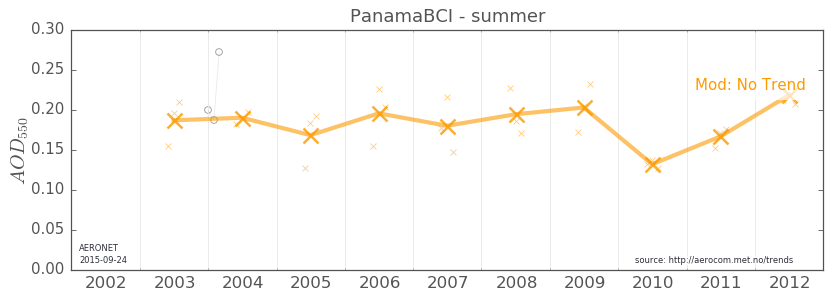 PanamaBCI - summer
0.30
0.25
0.20
0.15
0.10
0.05
0.00
AOD550
Mod: No Trend
AERONET
2015-09-24
source: http://aerocom.met.no/trends
2002 2003 2004 2005 2006 2007 2008 2009 2010 2011 2012